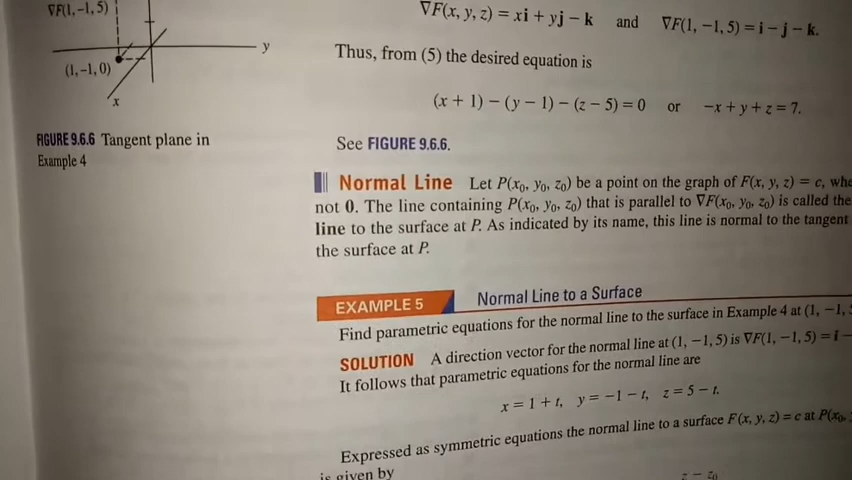 ∇F(1,−1, 5)
y
(1,−1, 0)
x
FIGURE 9.6.6 Tangent plane in
Example 4
∇F(x, y, z) = xi + yj − k and ∇F(1, −1, 5) = i − j − k.
Thus, from (5) the desired equation is
(x + 1) − (y − 1) − (z − 5) = 0 or −x + y + z = 7.
See FIGURE 9.6.6.
Normal Line Let P(x₀, y₀, z₀) be a point on the graph of F(x, y, z) = c, whe
not 0. The line containing P(x₀, y₀, z₀) that is parallel to ∇F(x₀, y₀, z₀) is called the
line to the surface at P. As indicated by its name, this line is normal to the tangent
the surface at P.
EXAMPLE 5 Normal Line to a Surface
Find parametric equations for the normal line to the surface in Example 4 at (1, −1, 5
SOLUTION A direction vector for the normal line at (1, −1, 5) is ∇F(1, −1, 5) = i −
It follows that parametric equations for the normal line are
x = 1 + t, y = −1 − t, z = 5 − t.
Expressed as symmetric equations the normal line to a surface F(x, y, z) = c at P(x₀,
is given by
z − z₀